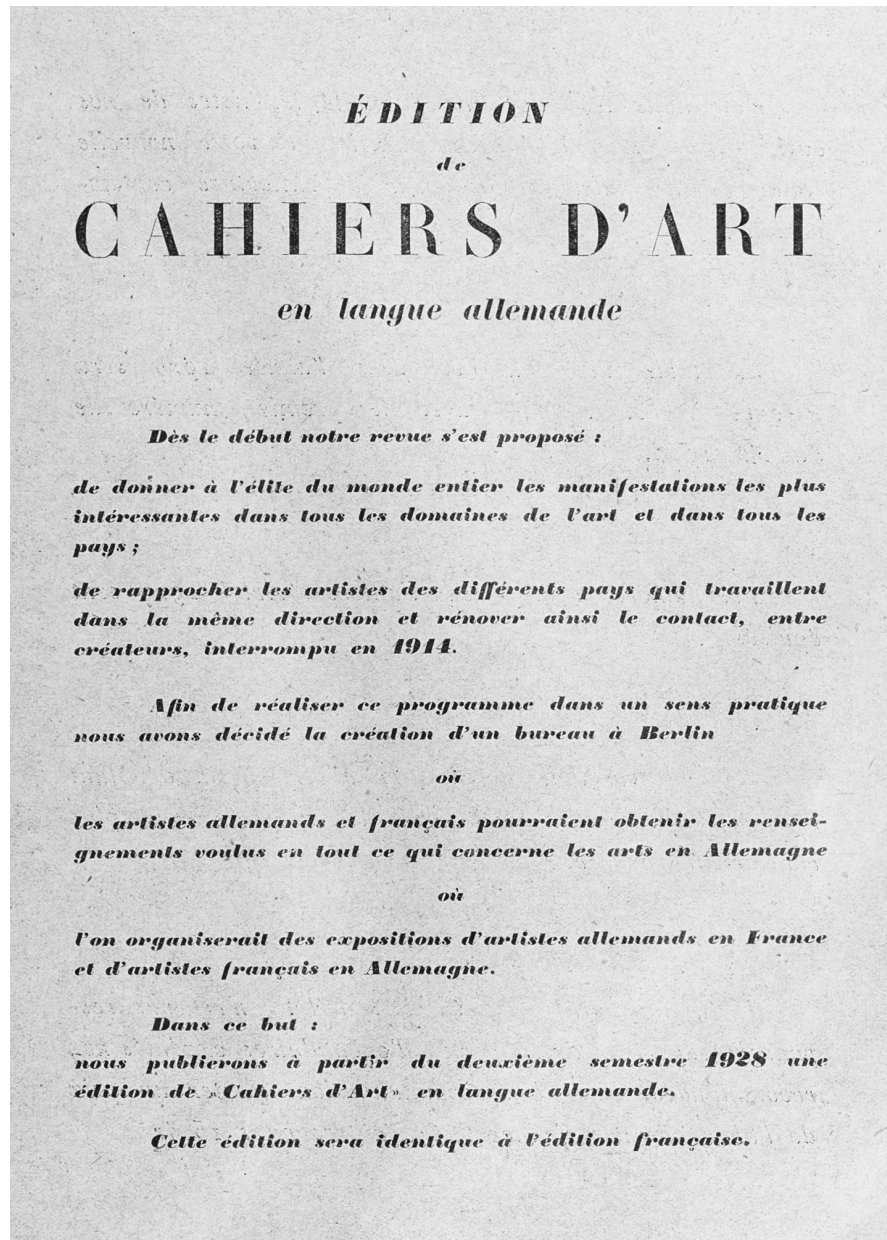 ÉDITION
de
CAHIERS D'ART
en langue allemande
Dès le début notre revue s'est proposé :
de donner à l'élite du monde entier les manifestations les plus
intéressantes dans tous les domaines de l'art et dans tous les
pays ;
de rapprocher les artistes des différents pays qui travaillent
dans la même direction et rénover ainsi le contact, entre
créateurs, interrompu en 1914.
Afin de réaliser ce programme dans un sens pratique
nous avons décidé la création d'un bureau à Berlin
où
les artistes allemands et français pourraient obtenir les rensei-
gnements voulus en tout ce qui concerne les arts en Allemagne
où
l'on organiserait des expositions d'artistes allemands en France
et d'artistes français en Allemagne.
Dans ce but :
nous publierons à partir du deuxième semestre 1928 une
édition de «Cahiers d'Art» en langue allemande.
Cette édition sera identique à l'édition française.